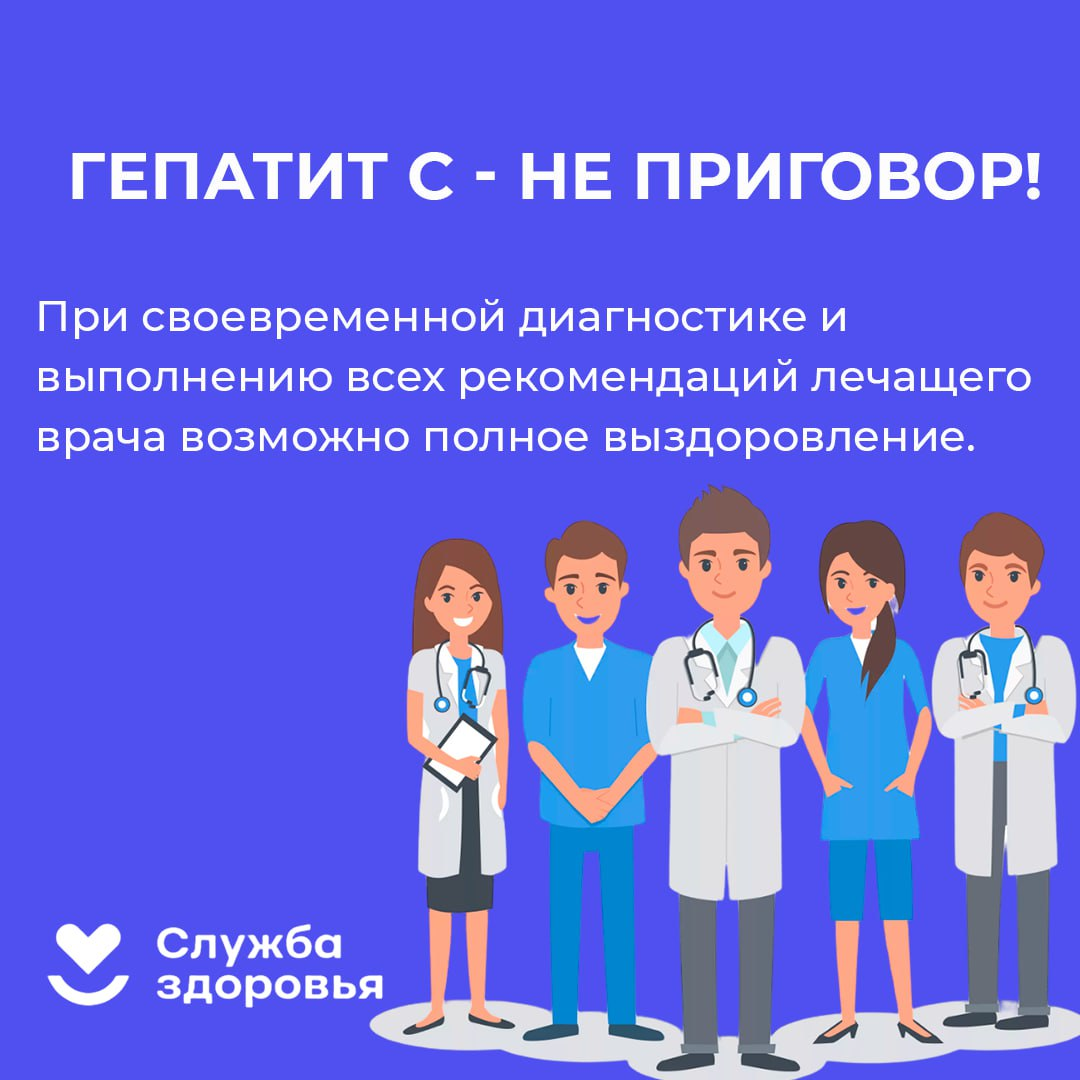 ГЕПАТИТ С - НЕ ПРИГОВОР!
При своевременной диагностике и
выполнению всех рекомендаций лечащего
врача возможно полное выздоровление.
Служба
здоровья